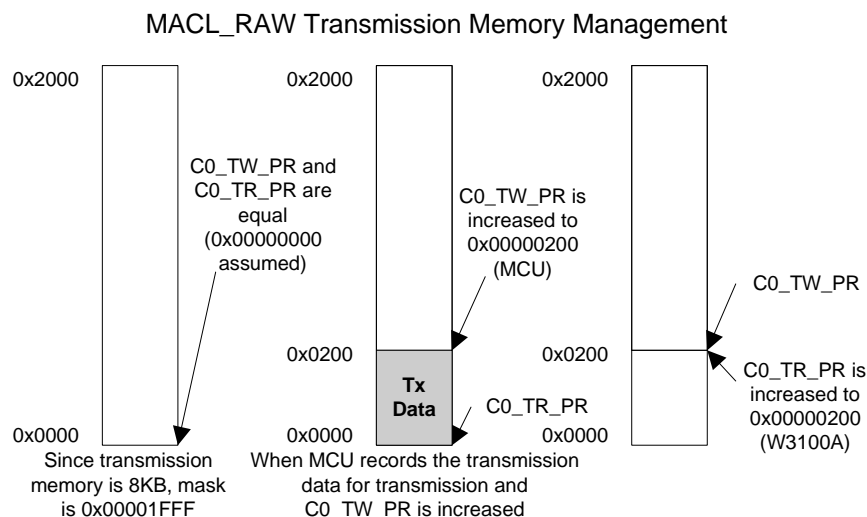 MACL_RAW Transmission Memory Management
0x2000
C0_TW_PR and
C0_TR_PR are
equal
(0x00000000
assumed)
0x0000
Since transmission
memory is 8KB, mask
is 0x00001FFF
0x2000
C0_TW_PR is
increased to
0x00000200
(MCU)
0x0200
Tx
Data
C0_TR_PR
0x0000
When MCU records the transmission
data for transmission and
C0_TW_PR is increased
0x2000
C0_TW_PR
0x0200
C0_TR_PR is
increased to
0x00000200
(W3100A)
0x0000